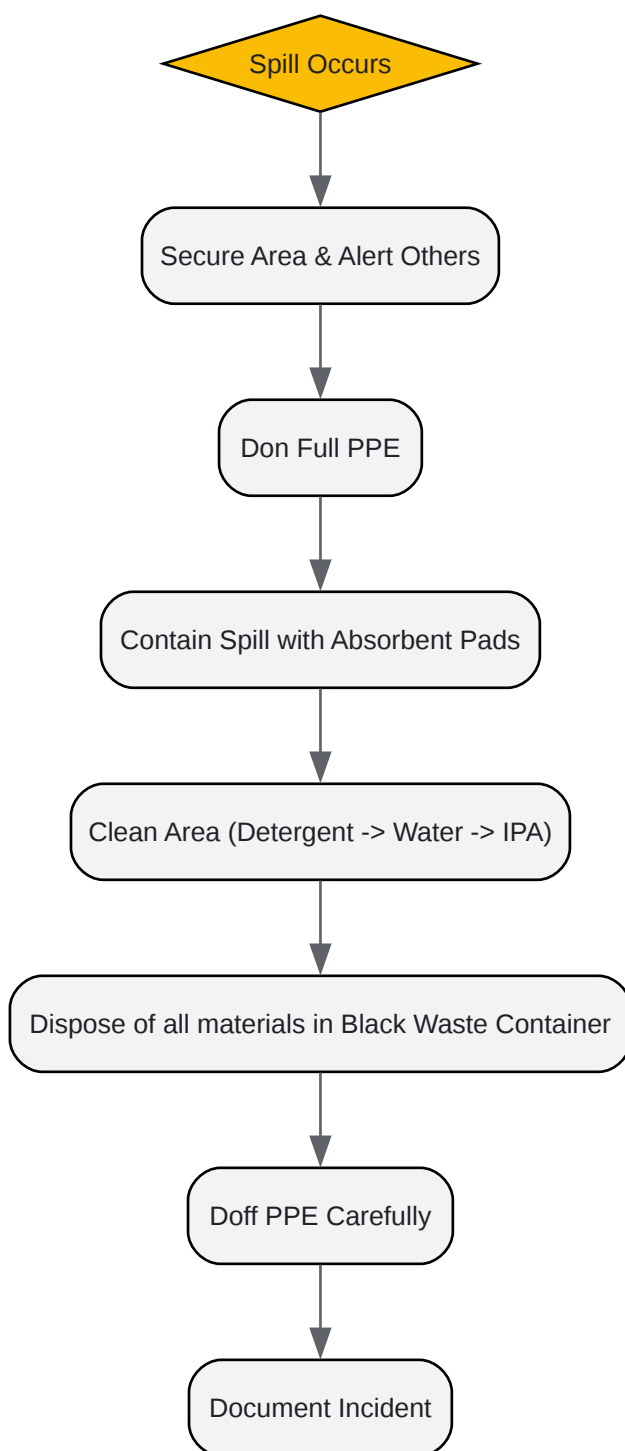 Spill Occurs
Secure Area & Alert Others
Don Full PPE
Contain Spill with Absorbent Pads
Clean Area (Detergent -> Water -> IPA)
Dispose of all materials in Black Waste Container
Doff PPE Carefully
Document Incident